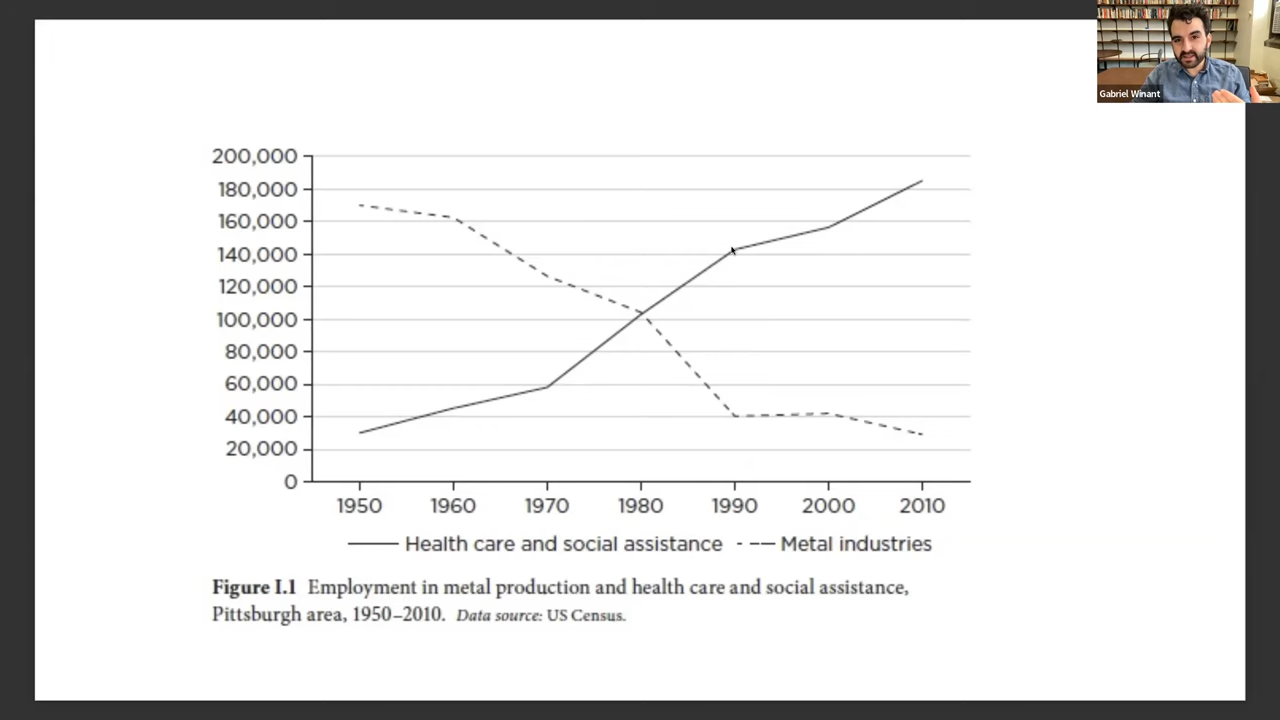 Gabriel Winant
200,000
180,000
160,000
140,000
120,000
100,000
80,000
60,000
40,000
20,000
0
1950 1960 1970 1980 1990 2000 2010
Health care and social assistance Metal industries
Figure I.1 Employment in metal production and health care and social assistance,
Pittsburgh area, 1950–2010. Data source: US Census.